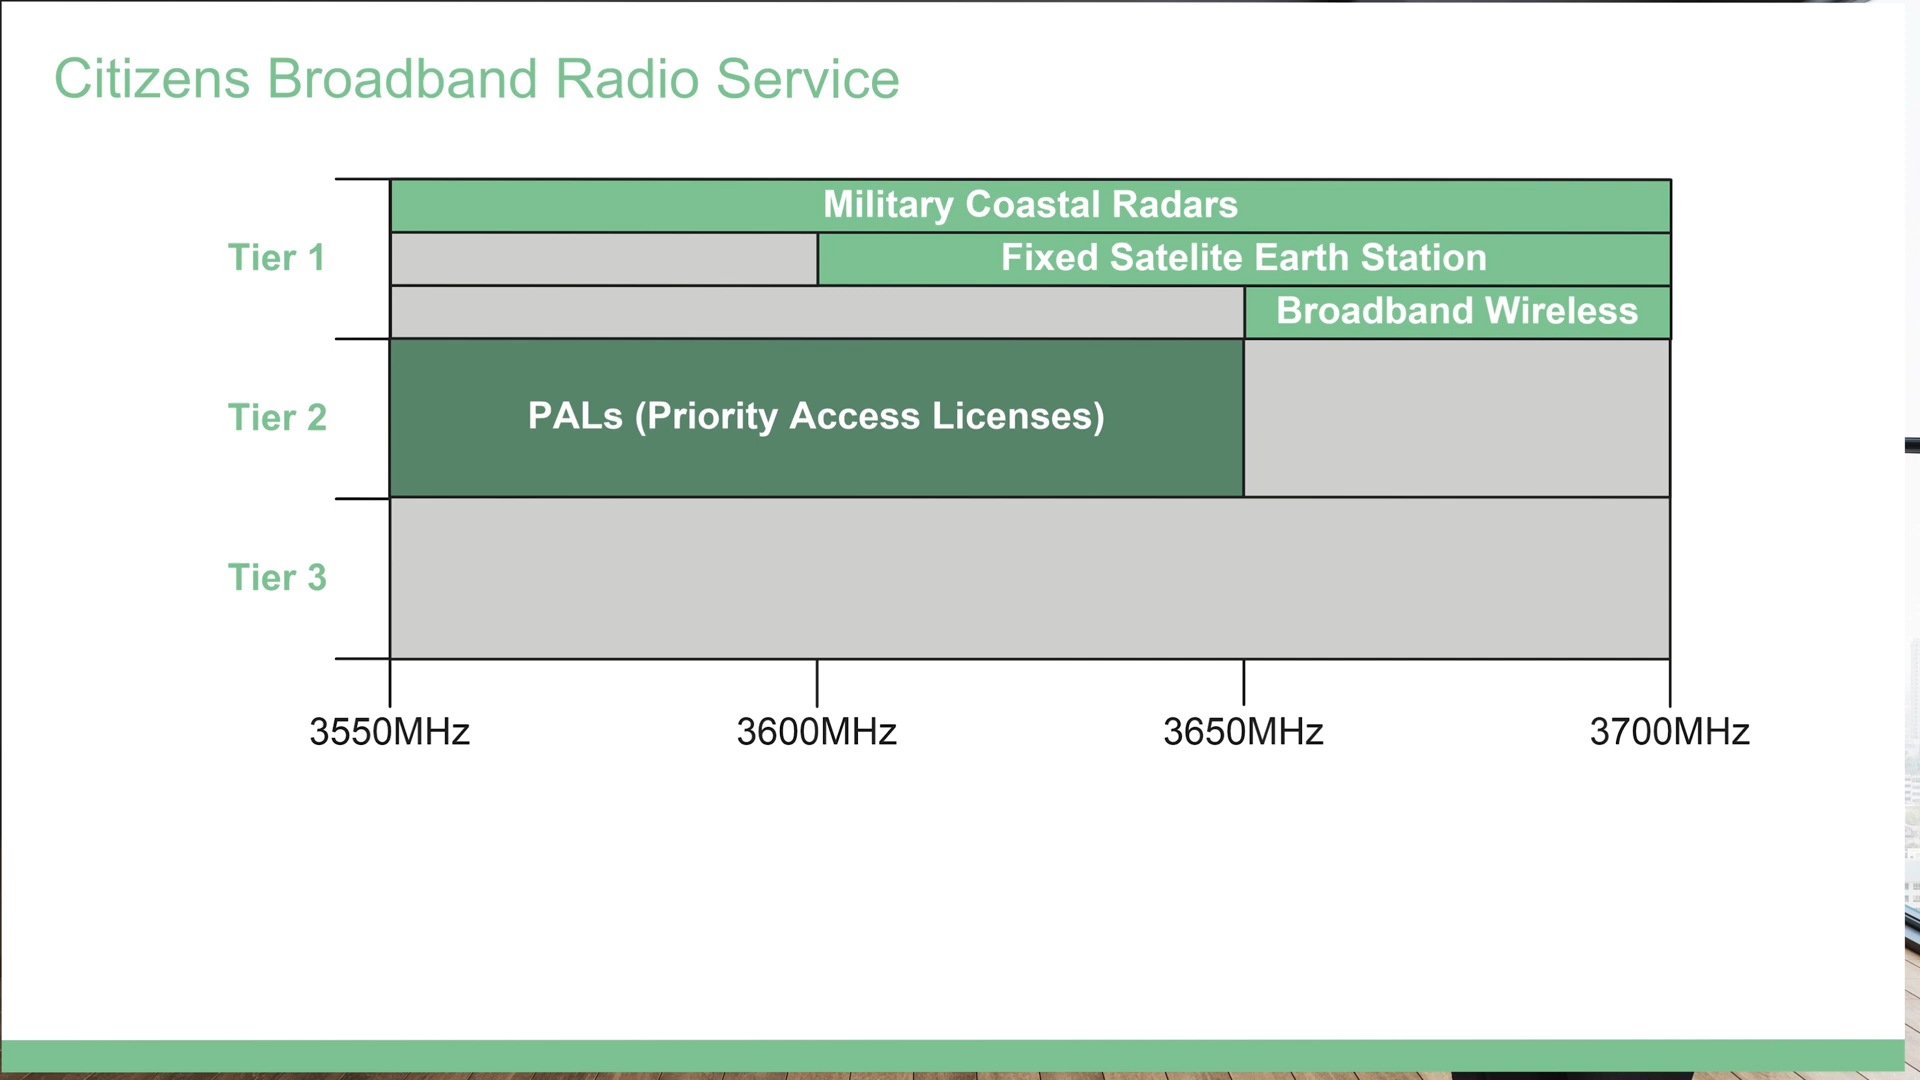 Citizens Broadband Radio Service
Military Coastal Radars
Tier 1
Fixed Satelite Earth Station
Broadband Wireless
Tier 2
PALs (Priority Access Licenses)
Tier 3
3550MHz
3600MHz
3650MHz
3700MHz